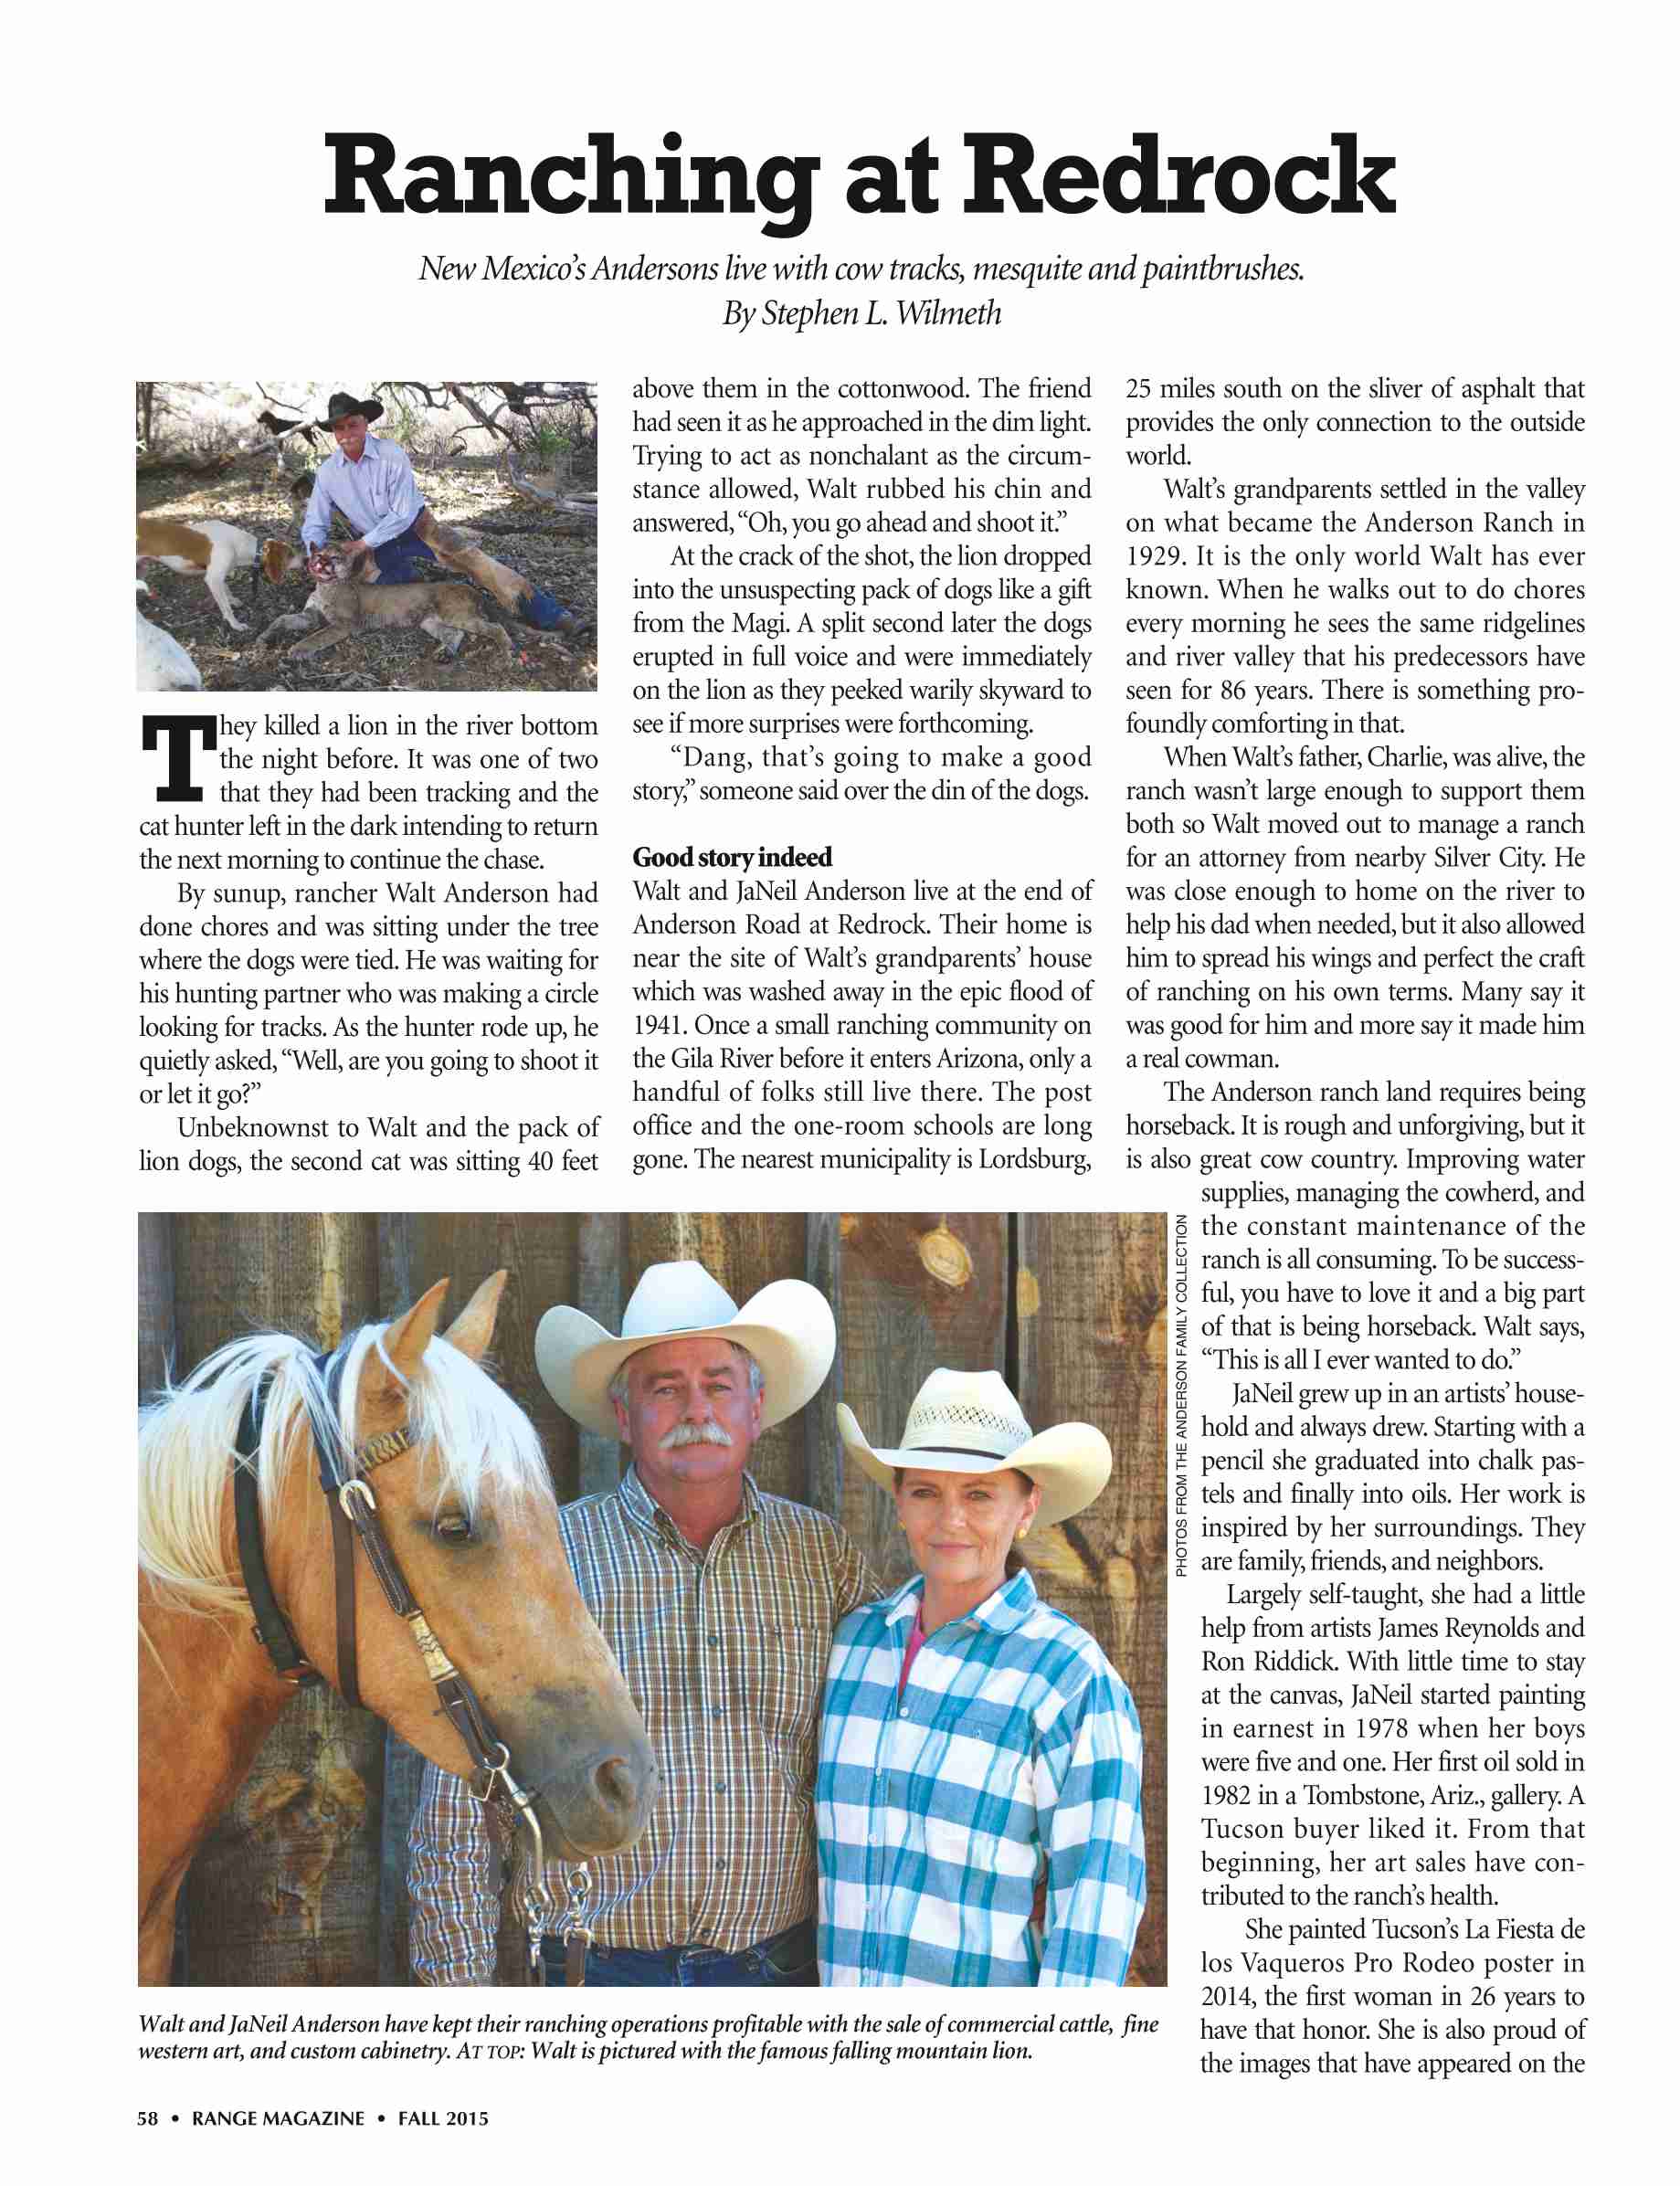 Ranching at Redrock
New Mexico's Andersons live with cow tracks, mesquite and paintbrushes.
By Stephen L. Wilmeth
They killed a lion in the river bottom
the night before. It was one of two
that they had been tracking and the
cat hunter left in the dark intending to return
the next morning to continue the chase.
By sunup, rancher Walt Anderson had
done chores and was sitting under the tree
where the dogs were tied. He was waiting for
his hunting partner who was making a circle
looking for tracks. As the hunter rode up, he
quietly asked, “Well, are you going to shoot it
or let it go?”
Unbeknownst to Walt and the pack of
lion dogs, the second cat was sitting 40 feet
above them in the cottonwood. The friend
had seen it as he approached in the dim light.
Trying to act as nonchalant as the circum-
stance allowed, Walt rubbed his chin and
answered, “Oh, you go ahead and shoot it.”
At the crack of the shot, the lion dropped
into the unsuspecting pack of dogs like a gift
from the Magi. A split second later the dogs
erupted in full voice and were immediately
on the lion as they peeked warily skyward to
see if more surprises were forthcoming.
“Dang, that's going to make a good
story,” someone said over the din of the dogs.
Good story indeed
Walt and JaNeil Anderson live at the end of
Anderson Road at Redrock. Their home is
near the site of Walt's grandparents' house
which was washed away in the epic flood of
1941. Once a small ranching community on
the Gila River before it enters Arizona, only a
handful of folks still live there. The post
office and the one-room schools are long
gone. The nearest municipality is Lordsburg,
25 miles south on the sliver of asphalt that
provides the only connection to the outside
world.
Walt's grandparents settled in the valley
on what became the Anderson Ranch in
1929. It is the only world Walt has ever
known. When he walks out to do chores
every morning he sees the same ridgelines
and river valley that his predecessors have
seen for 86 years. There is something pro-
foundly comforting in that.
When Walt's father, Charlie, was alive, the
ranch wasn't large enough to support them
both so Walt moved out to manage a ranch
for an attorney from nearby Silver City. He
was close enough to home on the river to
help his dad when needed, but it also allowed
him to spread his wings and perfect the craft
of ranching on his own terms. Many say it
was good for him and more say it made him
a real cowman.
The Anderson ranch land requires being
horseback. It is rough and unforgiving, but it
is also great cow country. Improving water
supplies, managing the cowherd, and
the constant maintenance of the
ranch is all consuming. To be success-
ful, you have to love it and a big part
of that is being horseback. Walt says,
“This is all I ever wanted to do.”
JaNeil grew up in an artists' house-
hold and always drew. Starting with a
pencil she graduated into chalk pas-
tels and finally into oils. Her work is
inspired by her surroundings. They
are family, friends, and neighbors.
Largely self-taught, she had a little
help from artists James Reynolds and
Ron Riddick. With little time to stay
at the canvas, JaNeil started painting
in earnest in 1978 when her boys
were five and one. Her first oil sold in
1982 in a Tombstone, Ariz., gallery. A
Tucson buyer liked it. From that
beginning, her art sales have con-
tributed to the ranch's health.
She painted Tucson's La Fiesta de
los Vaqueros Pro Rodeo poster in
2014, the first woman in 26 years to
have that honor. She is also proud of
the images that have appeared on the
PHOTOS FROM THE ANDERSON FAMILY COLLECTION
Walt and JaNeil Anderson have kept their ranching operations profitable with the sale of commercial cattle, fine
western art, and custom cabinetry. AT TOP: Walt is pictured with the famous falling mountain lion.
58 • RANGE MAGAZINE • FALL 2015